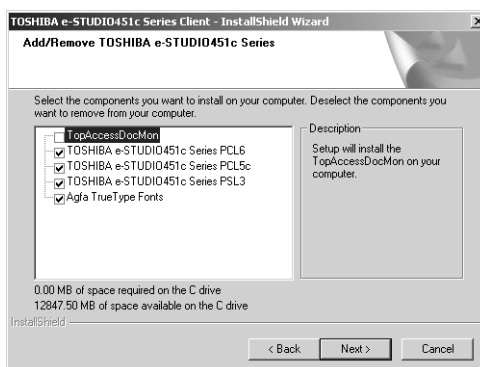 TOSHIBA e-STUDIO451c Series Client - InstallShield Wizard
Add/Remove TOSHIBA e-STUDIO451c Series
Select the components you want to install on your computer. Deselect the components you
want to remove from your computer.
TopAccessDocMon
TOSHIBA e-STUDIO451c Series PCL6
TOSHIBA e-STUDIO451c Series PCL5c
TOSHIBA e-STUDIO451c Series PSL3
Agfa TrueType Fonts
Description
Setup will install the
TopAccessDocMon on your
computer.
0.00 MB of space required on the C drive
12847.50 MB of space available on the C drive
InstallShield
< Back
Next >
Cancel